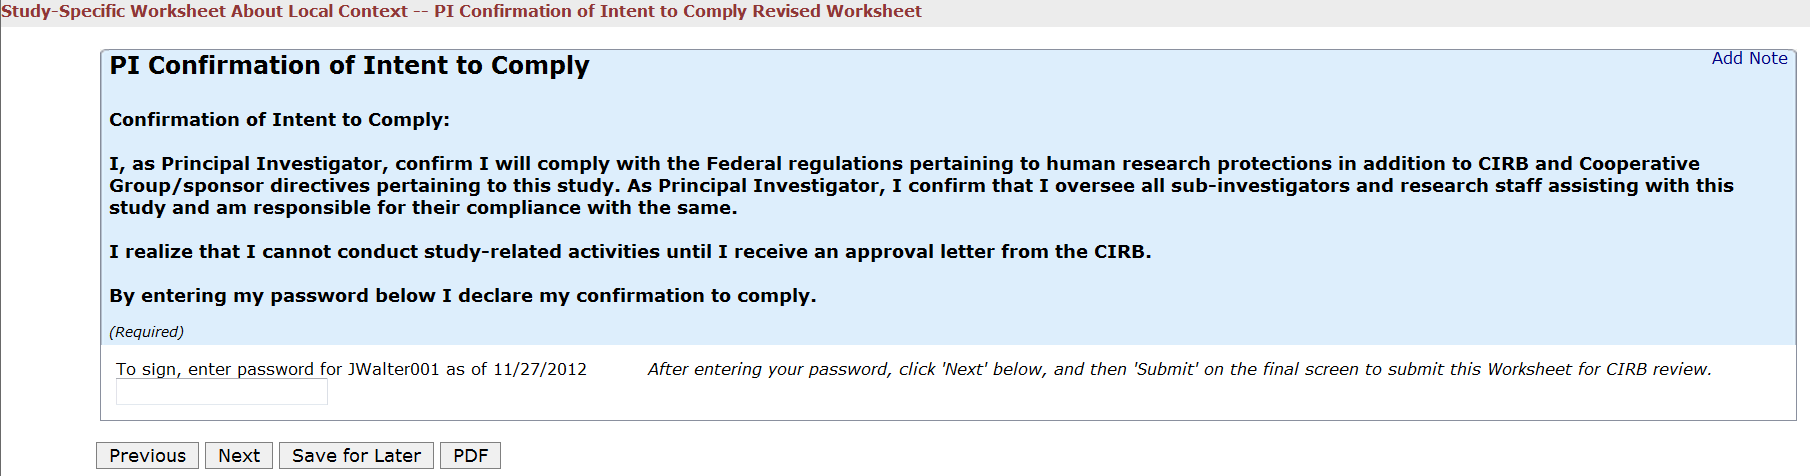 Study-Specific Worksheet About Local Context -- PI Confirmation of Intent to Comply Revised Worksheet
PI Confirmation of Intent to Comply
Add Note
Confirmation of Intent to Comply:
I, as Principal Investigator, confirm I will comply with the Federal regulations pertaining to human research protections in addition to CIRB and Cooperative
Group/sponsor directives pertaining to this study. As Principal Investigator, I confirm that I oversee all sub-investigators and research staff assisting with this
study and am responsible for their compliance with the same.
I realize that I cannot conduct study-related activities until I receive an approval letter from the CIRB.
By entering my password below I declare my confirmation to comply.
(Required)
To sign, enter password for JWalter001 as of 11/27/2012
After entering your password, click 'Next' below, and then 'Submit' on the final screen to submit this Worksheet for CIRB review.
Previous
Next
Save for Later
PDF